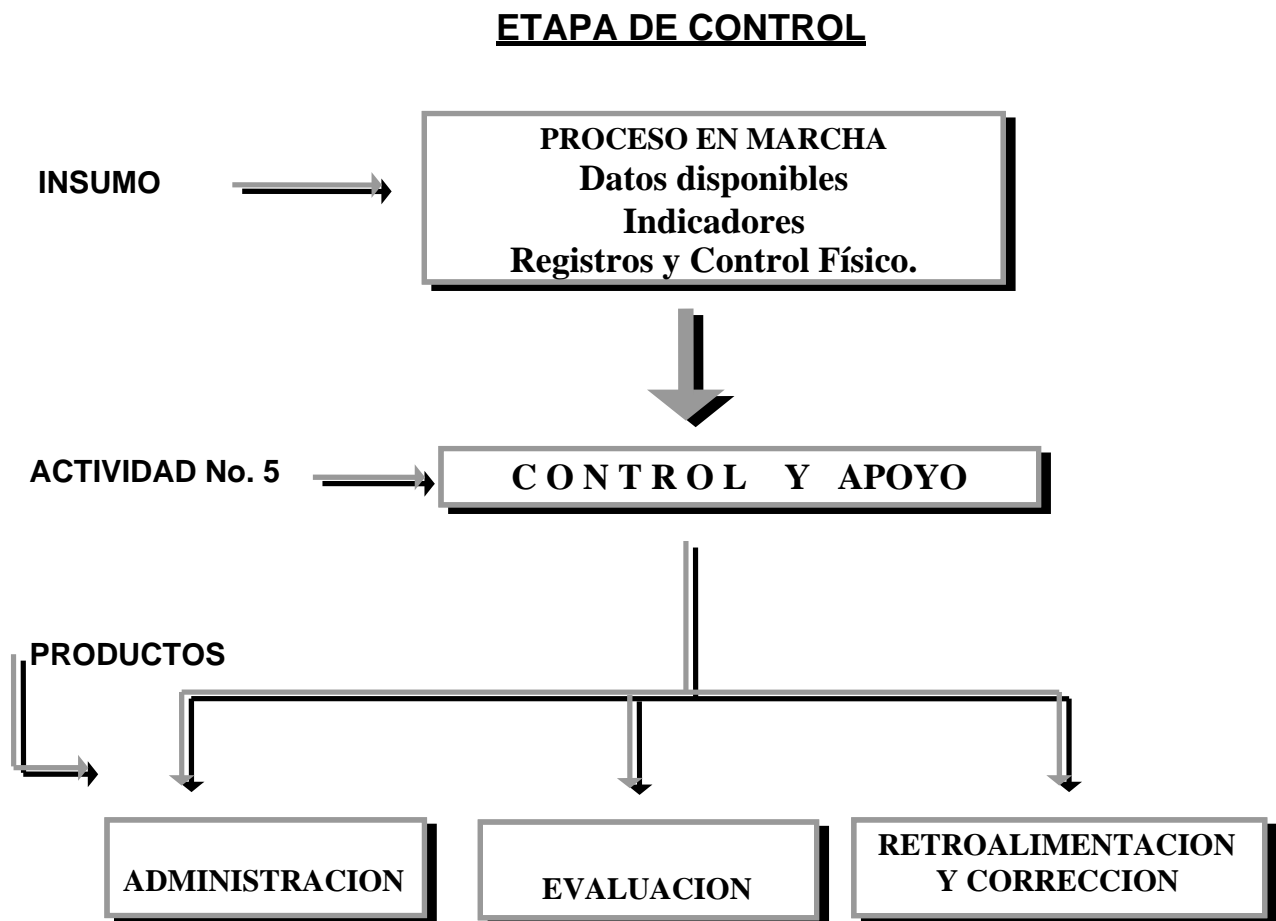 ETAPA DE CONTROL
PROCESO EN MARCHA
INSUMO
Datos disponibles
Indicadores
Registros y Control Físico.
ACTIVIDAD No. 5
C O N T R O L Y APOYO
PRODUCTOS
ADMINISTRACION
EVALUACION
RETROALIMENTACION
Y CORRECCION